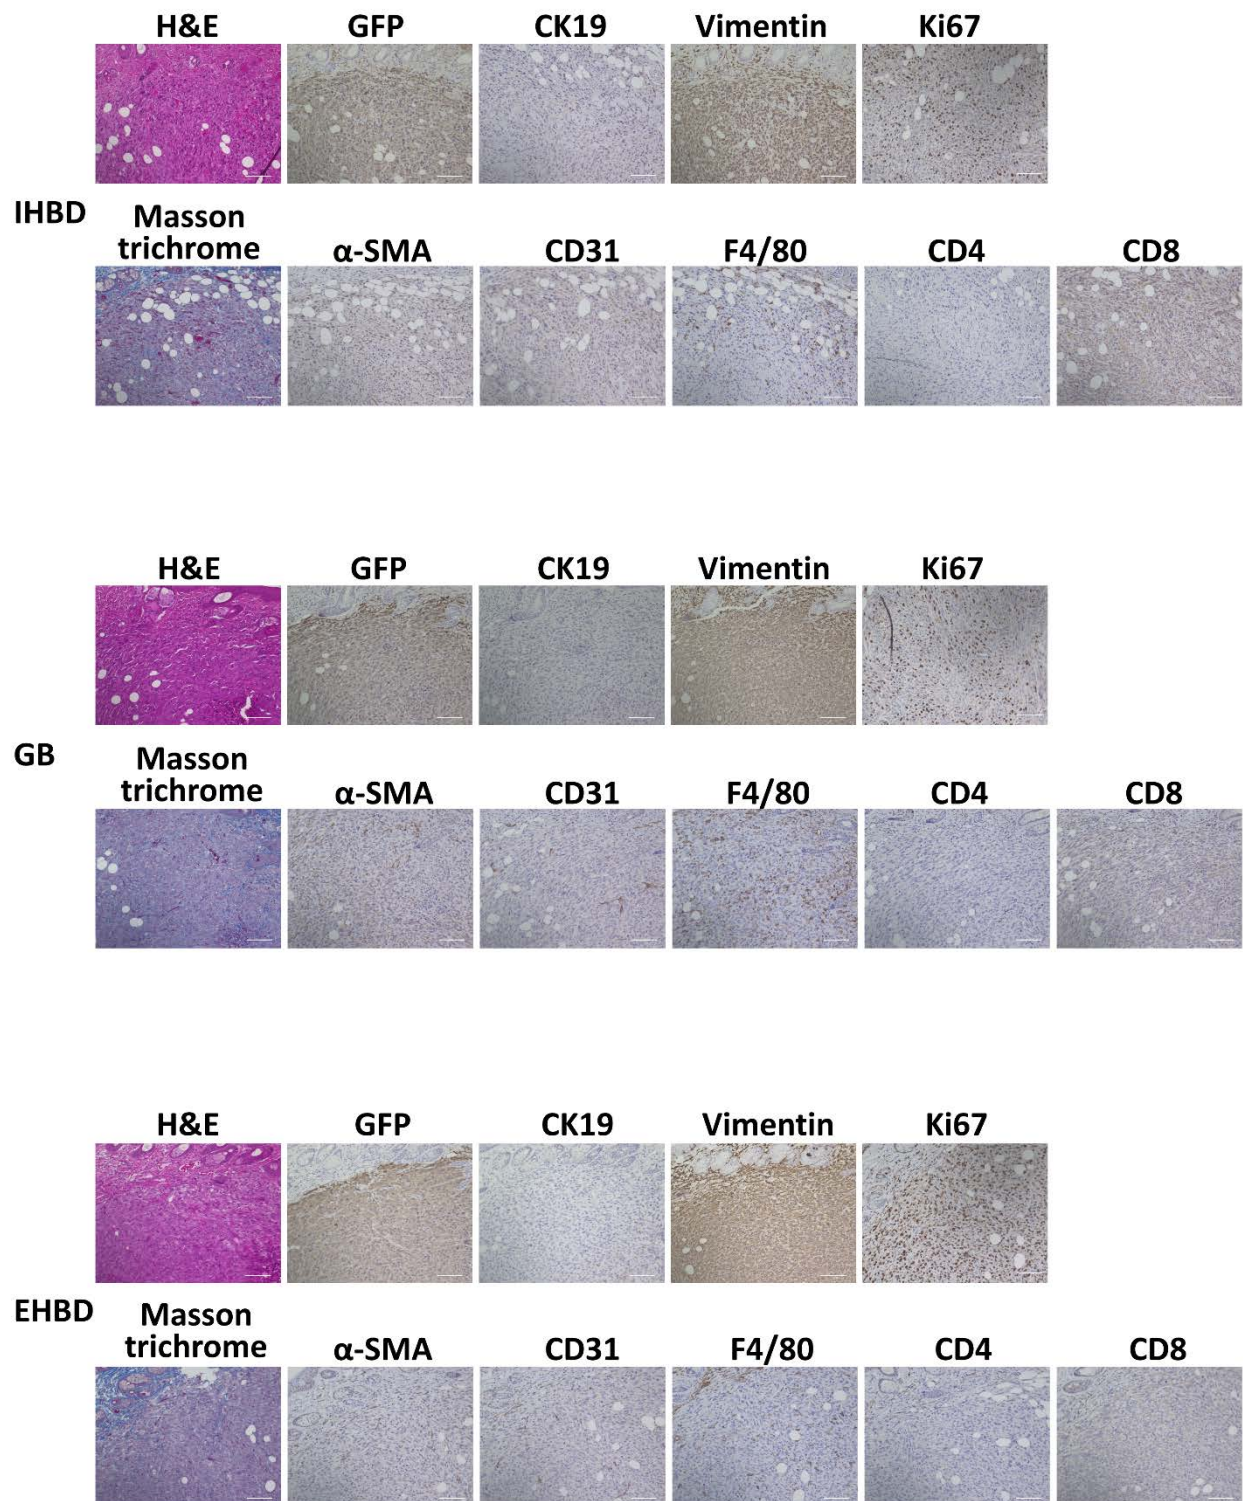 H&E GFP CK19 Vimentin Ki67
IHBD
Masson
trichrome α-SMA CD31 F4/80 CD4 CD8
H&E GFP CK19 Vimentin Ki67
GB
Masson
trichrome α-SMA CD31 F4/80 CD4 CD8
H&E GFP CK19 Vimentin Ki67
EHBD
Masson
trichrome α-SMA CD31 F4/80 CD4 CD8